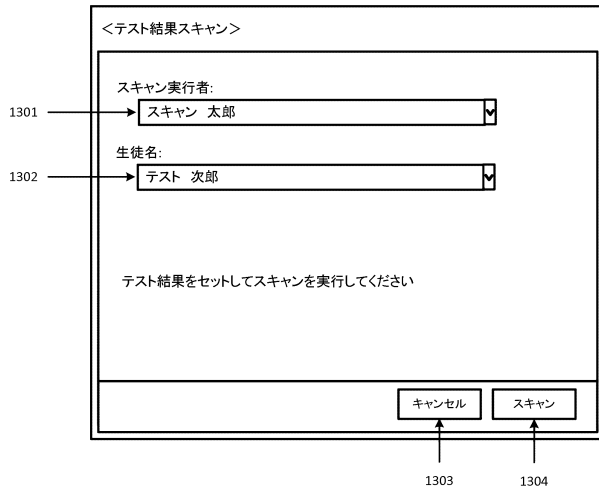 ＜テスト結果スキャン＞
スキャン実行者:
1301
スキャン 太郎
生徒名:
1302
テスト 次郎
テスト結果をセットしてスキャンを実行してください
キャンセル
スキャン
1303
1304